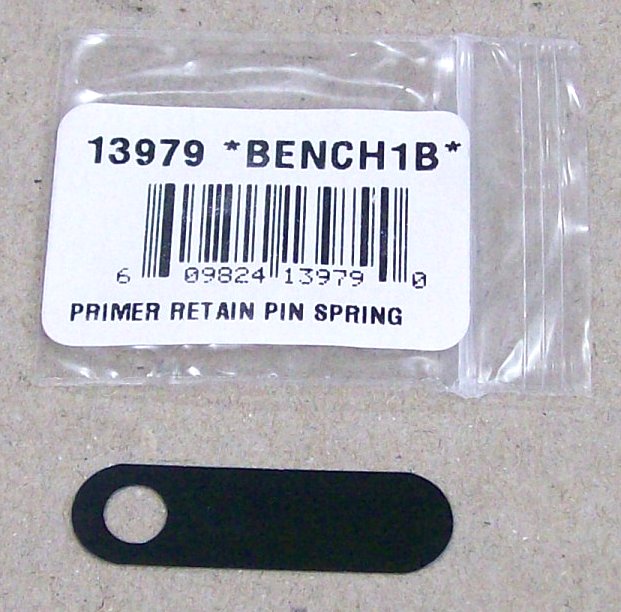 13979 *BENCH1B*
6 09824 13979 0
PRIMER RETAIN PIN SPRING